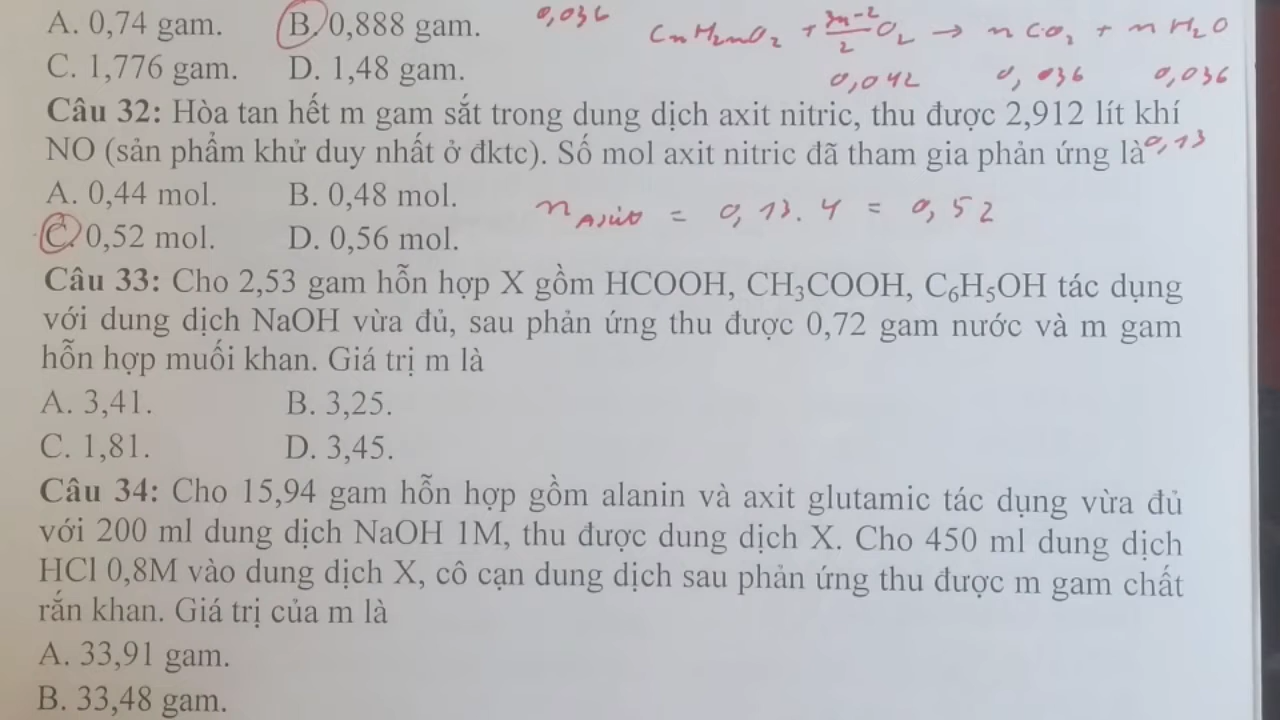 A. 0,74 gam. B. 0,888 gam. 0,036 CnH2nO2 + 3n-2/2 O2 → nCO2 + nH2O
C. 1,776 gam. D. 1,48 gam. 0,042 0,036 0,036
Câu 32: Hòa tan hết m gam sắt trong dung dịch axit nitric, thu được 2,912 lít khí
NO (sản phẩm khử duy nhất ở đktc). Số mol axit nitric đã tham gia phản ứng là 0,13
A. 0,44 mol. B. 0,48 mol. n Axit = 0,13.4 = 0,52
C. 0,52 mol. D. 0,56 mol.
Câu 33: Cho 2,53 gam hỗn hợp X gồm HCOOH, CH3COOH, C6H5OH tác dụng
với dung dịch NaOH vừa đủ, sau phản ứng thu được 0,72 gam nước và m gam
hỗn hợp muối khan. Giá trị m là
A. 3,41. B. 3,25.
C. 1,81. D. 3,45.
Câu 34: Cho 15,94 gam hỗn hợp gồm alanin và axit glutamic tác dụng vừa đủ
với 200 ml dung dịch NaOH 1M, thu được dung dịch X. Cho 450 ml dung dịch
HCl 0,8M vào dung dịch X, cô cạn dung dịch sau phản ứng thu được m gam chất
rắn khan. Giá trị của m là
A. 33,91 gam.
B. 33,48 gam.